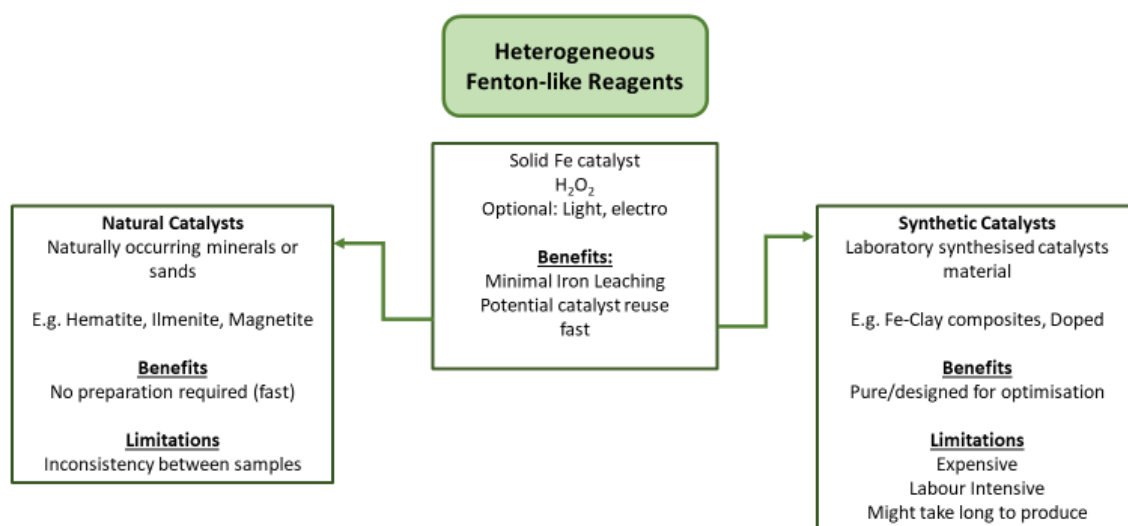 Heterogeneous
Fenton-like Reagents
Solid Fe catalyst
H₂O₂
Optional: Light, electro
Benefits:
Minimal Iron Leaching
Potential catalyst reuse
fast
Natural Catalysts
Naturally occurring minerals or
sands
E.g. Hematite, Ilmenite, Magnetite
Benefits
No preparation required (fast)
Limitations
Inconsistency between samples
Synthetic Catalysts
Laboratory synthesised catalysts
material
E.g. Fe-Clay composites, Doped
Benefits
Pure/designed for optimisation
Limitations
Expensive
Labour Intensive
Might take long to produce